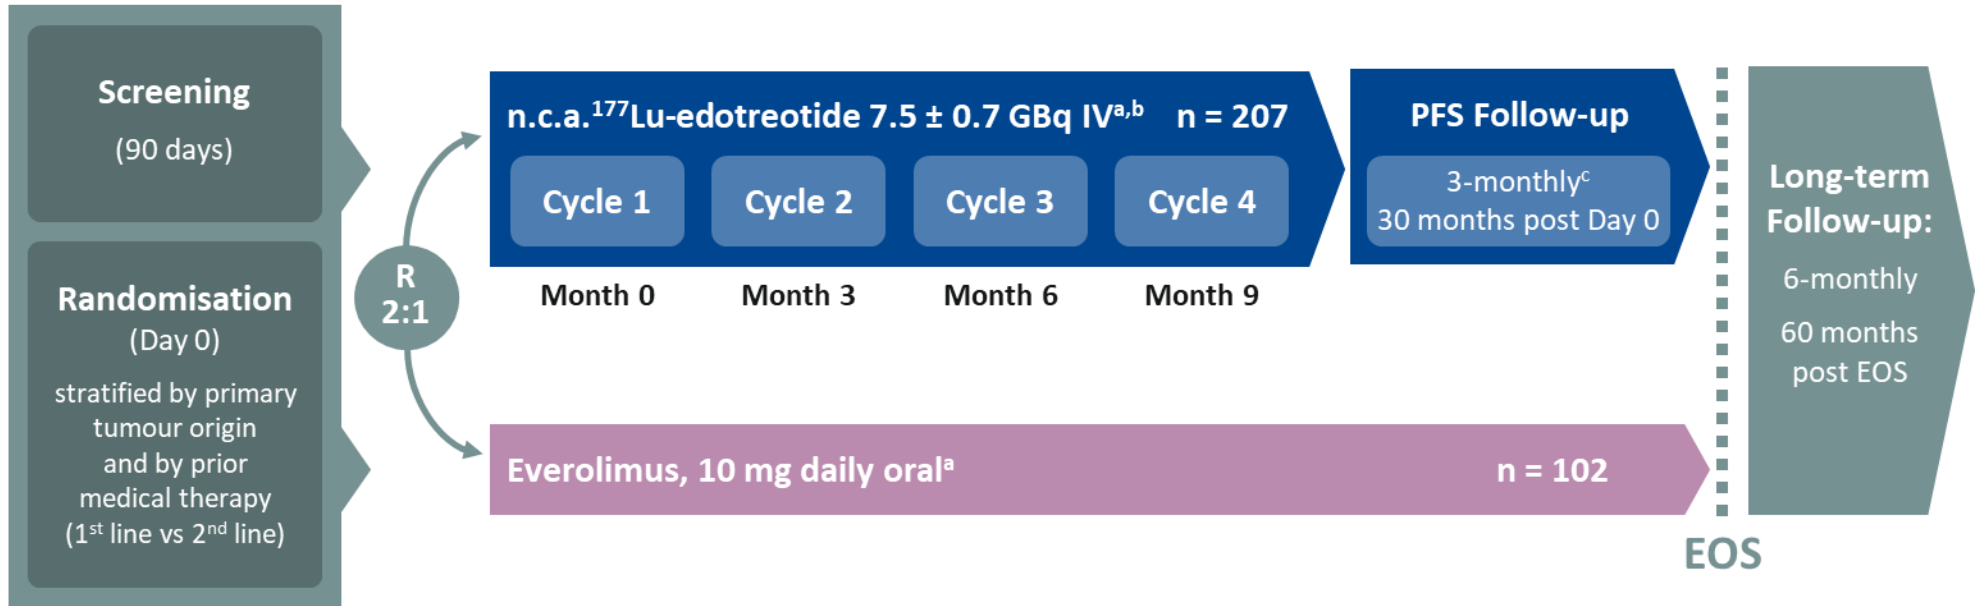 Screening
(90 days)
Randomisation
(Day 0)
stratified by primary
tumour origin
and by prior
medical therapy
(1st line vs 2nd line)
R
2:1
n.c.a.177Lu-edotreotide 7.5 ± 0.7 GBq IVa,b n = 207
Cycle 1
Cycle 2
Cycle 3
Cycle 4
Month 0
Month 3
Month 6
Month 9
PFS Follow-up
3-monthlyc
30 months post Day 0
Everolimus, 10 mg daily orala n = 102
EOS
Long-term
Follow-up:
6-monthly
60 months
post EOS